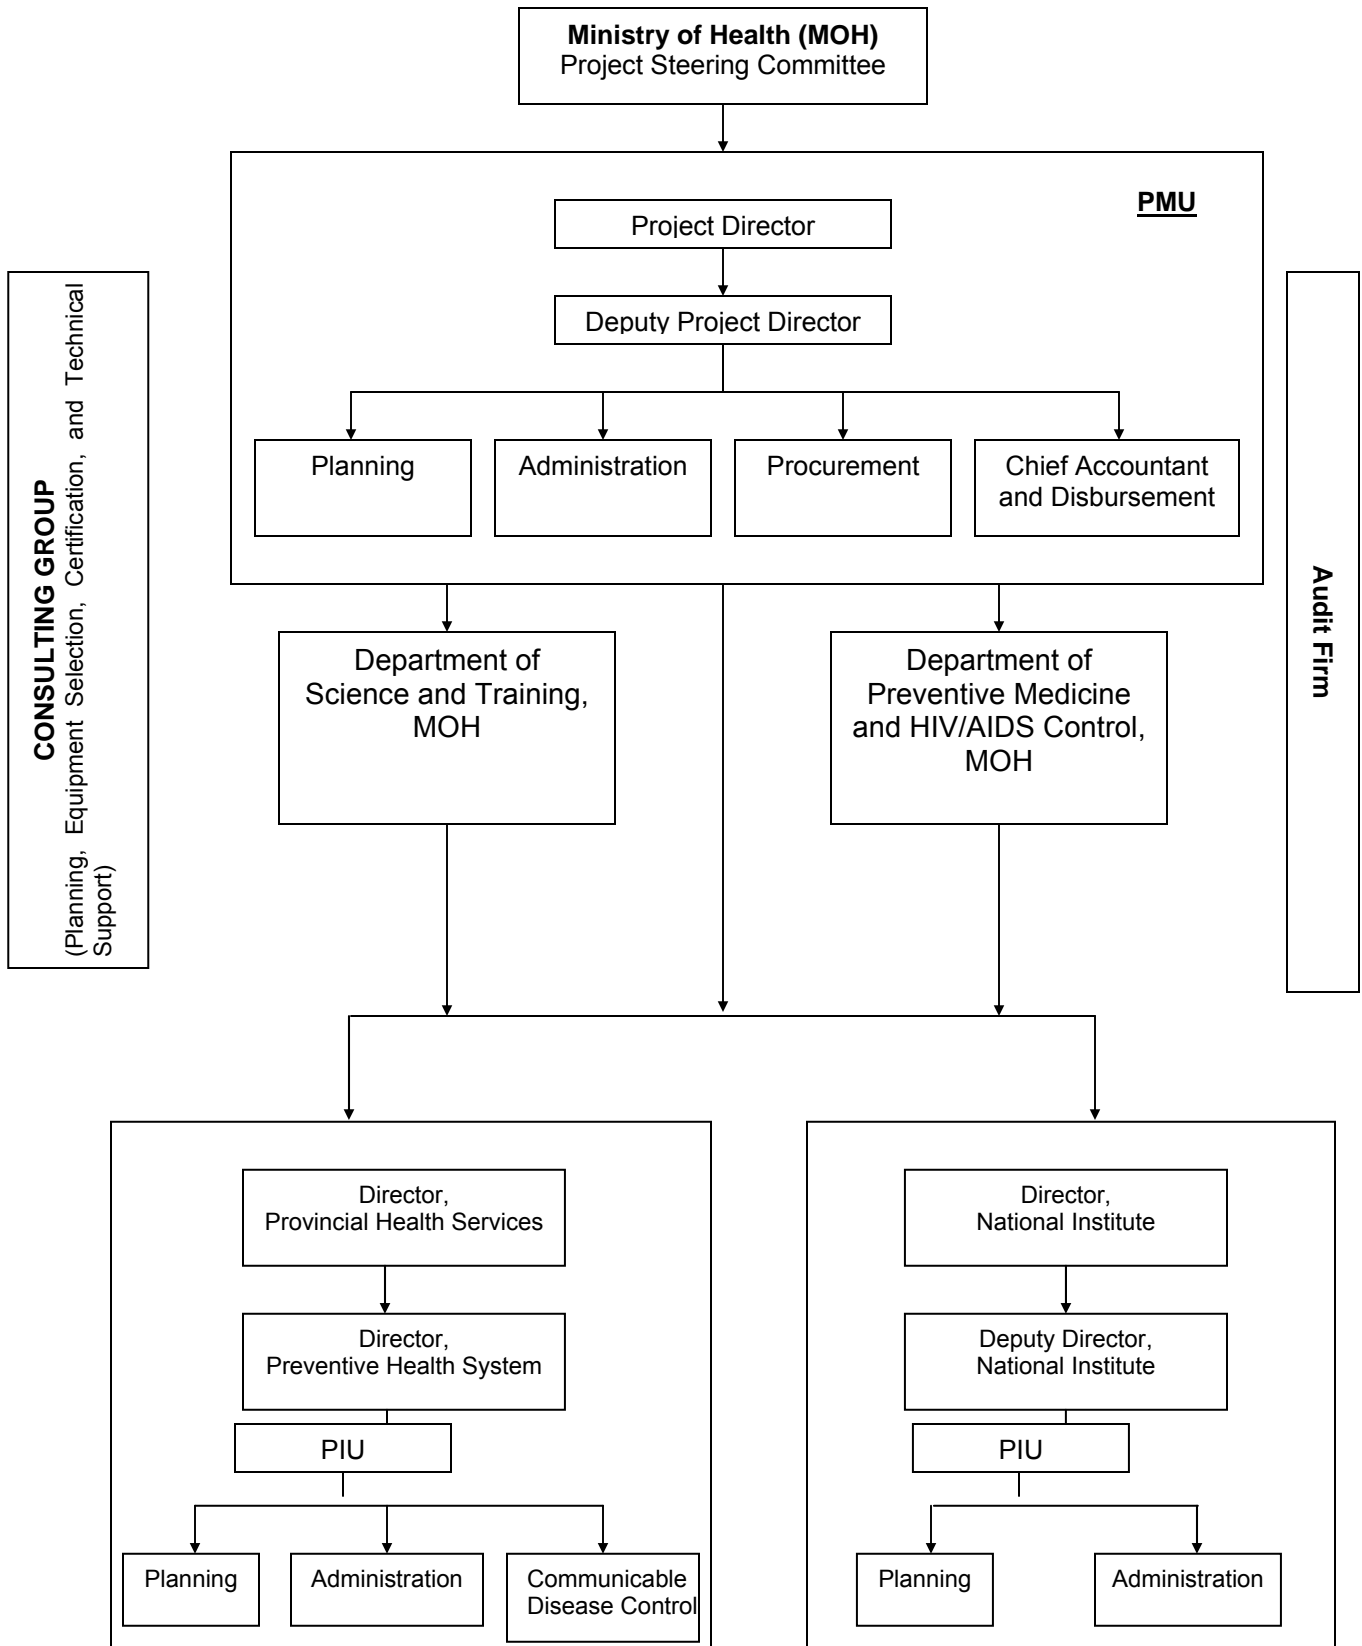 Ministry of Health (MOH)
Project Steering Committee
PMU
Project Director
Deputy Project Director
Planning
Administration
Procurement
Chief Accountant
and Disbursement
CONSULTING GROUP
(Planning, Equipment Selection, Certification, and Technical
Support)
Audit Firm
Department of
Science and Training,
MOH
Department of
Preventive Medicine
and HIV/AIDS Control,
MOH
Director,
Provincial Health Services
Director,
Preventive Health System
PIU
Planning
Administration
Communicable
Disease Control
Director,
National Institute
Deputy Director,
National Institute
PIU
Planning
Administration